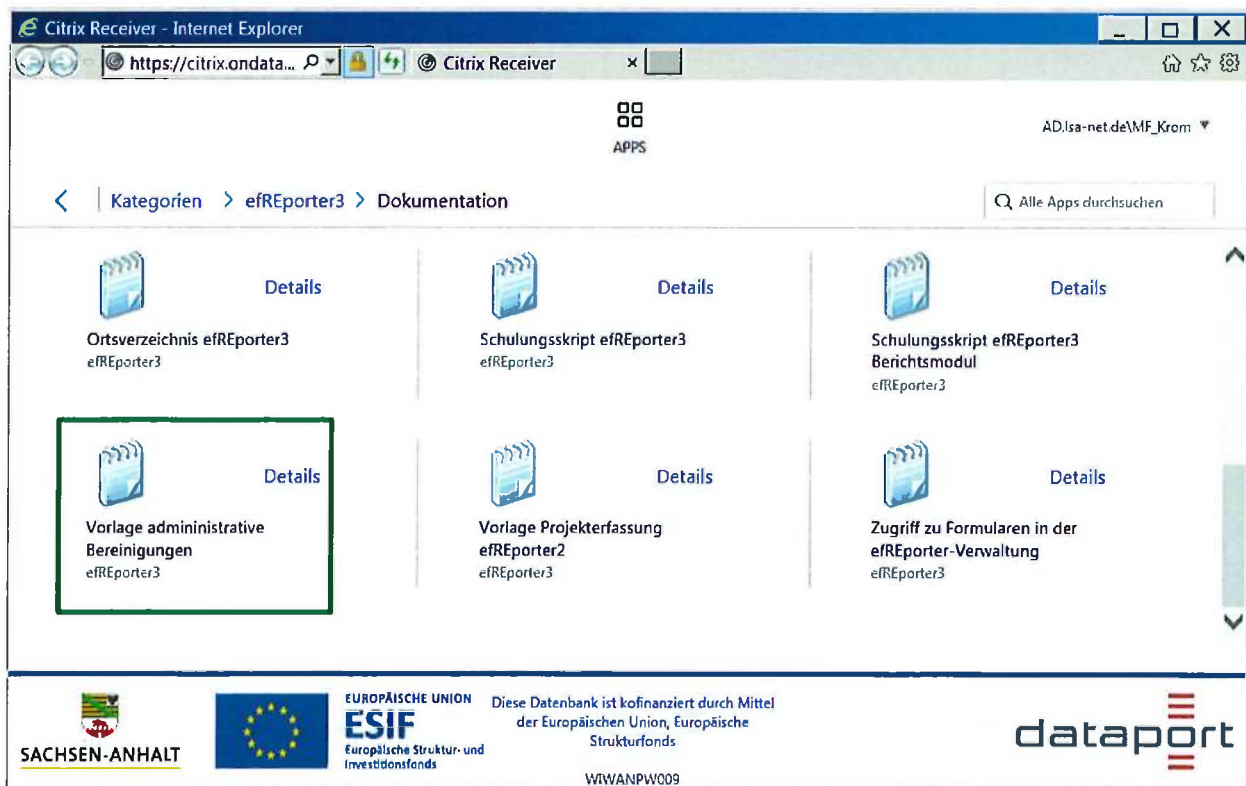 Citrix Receiver - Internet Explorer
https://citrix.ondata...
Citrix Receiver
APPS
AD.lsa-net.de\MF_Krom
Kategorien > efREporter3 > Dokumentation
Alle Apps durchsuchen
Details
Details
Details
Ortsverzeichnis efREporter3
efREporter3
Schulungsskript efREporter3
efREporter3
Schulungsskript efREporter3
Berichtsmodul
efREporter3
Details
Details
Details
Vorlage admininistrative
Bereinigungen
efREporter3
Vorlage Projekterfassung
efREporter2
efREporter3
Zugriff zu Formularen in der
efREporter-Verwaltung
efREporter3
SACHSEN-ANHALT
EUROPÄISCHE UNION
ESIF
Europäische Struktur- und
Investitionsfonds
Diese Datenbank ist kofinanziert durch Mittel
der Europäischen Union, Europäische
Strukturfonds
WIWANPW009
dataport